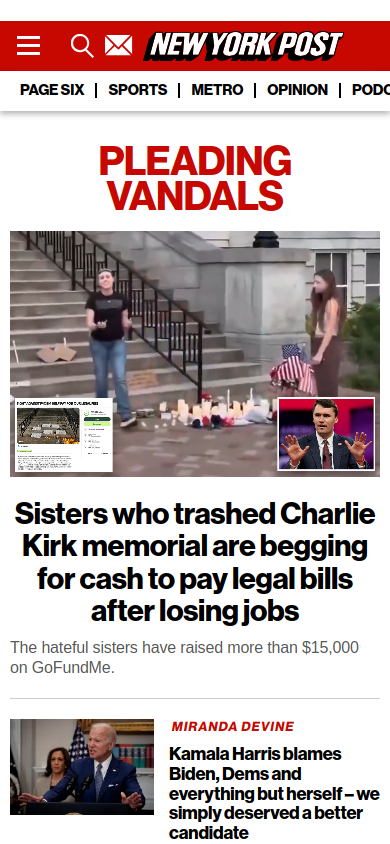 NEW YORK POST
PAGE SIX
SPORTS
METRO
OPINION
PODC
PLEADING
VANDALS
Sisters who trashed Charlie
Kirk memorial are begging
for cash to pay legal bills
after losing jobs
The hateful sisters have raised more than $15,000
on GoFundMe.
MIRANDA DEVINE
Kamala Harris blames
Biden, Dems and
everything but herself – we
simply deserved a better
candidate